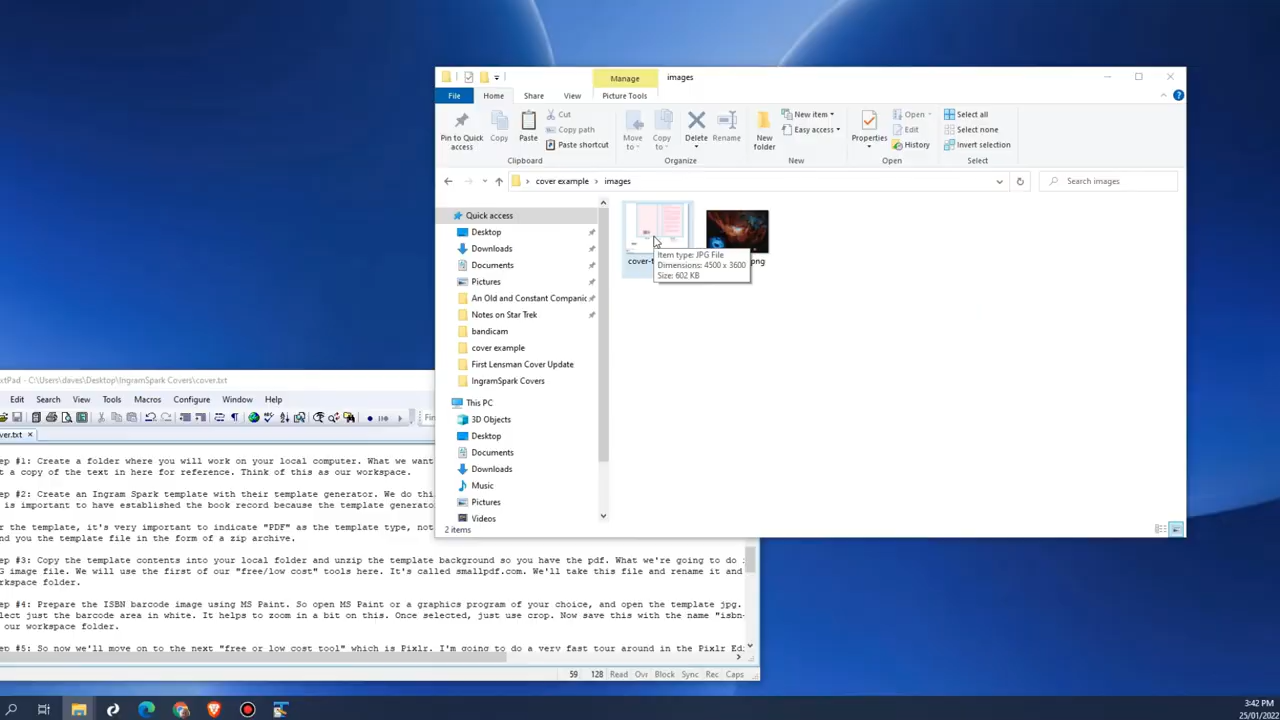 Manage
images
File
Home
Share
View
Picture Tools
Pin to Quick access
Copy
Paste
Cut
Copy path
Paste shortcut
Clipboard
Move to
Copy to
Delete
Rename
Organize
New folder
New item
Easy access
New
Properties
Open
Edit
History
Open
Select all
Select none
Invert selection
Select
cover example
images
Search images
Quick access
Desktop
Downloads
Documents
Pictures
An Old and Constant Companic
Notes on Star Trek
bandicam
cover example
First Lensman Cover Update
IngramSpark Covers
This PC
3D Objects
Desktop
Documents
Downloads
Music
Pictures
Videos
2 items
cover-t
png
Item type: JPG File
Dimensions: 4500 x 3600
Size: 602 KB
xtPad - C:\Users\daves\Desktop\IngramSpark Covers\cover.txt
Edit
Search
View
Tools
Macros
Configure
Window
Help
Fin
ver.txt
ep #1: Create a folder where you will work on your local computer. What we want
t a copy of the text in here for reference. Think of this as our workspace.
ep #2: Create an Ingram Spark template with their template generator. We do thi
is important to have established the book record because the template generato
r the template, it's very important to indicate "PDF" as the template type, not
nd you the template file in the form of a zip archive.
ep #3: Copy the template contents into your local folder and unzip the template background so you have the pdf. What we're going to do
G image file. We will use the first of our "free/low cost" tools here. It's called smallpdf.com. We'll take this file and rename it and
rkspace folder.
ep #4: Prepare the ISBN barcode image using MS Paint. So open MS Paint or a graphics program of your choice, and open the template jpg.
lect just the barcode area in white. It helps to zoom in a bit on this. Once selected, just use crop. Now save this with the name "isbn-
our workspace folder.
ep #5: So now we'll move on to the next "free or low cost tool" which is Pixlr. I'm going to do a very fast tour around in the Pixlr Ed
59
128
Read
Ovr
Block
Sync
Rec
Caps
3:42 PM
25/01/2022